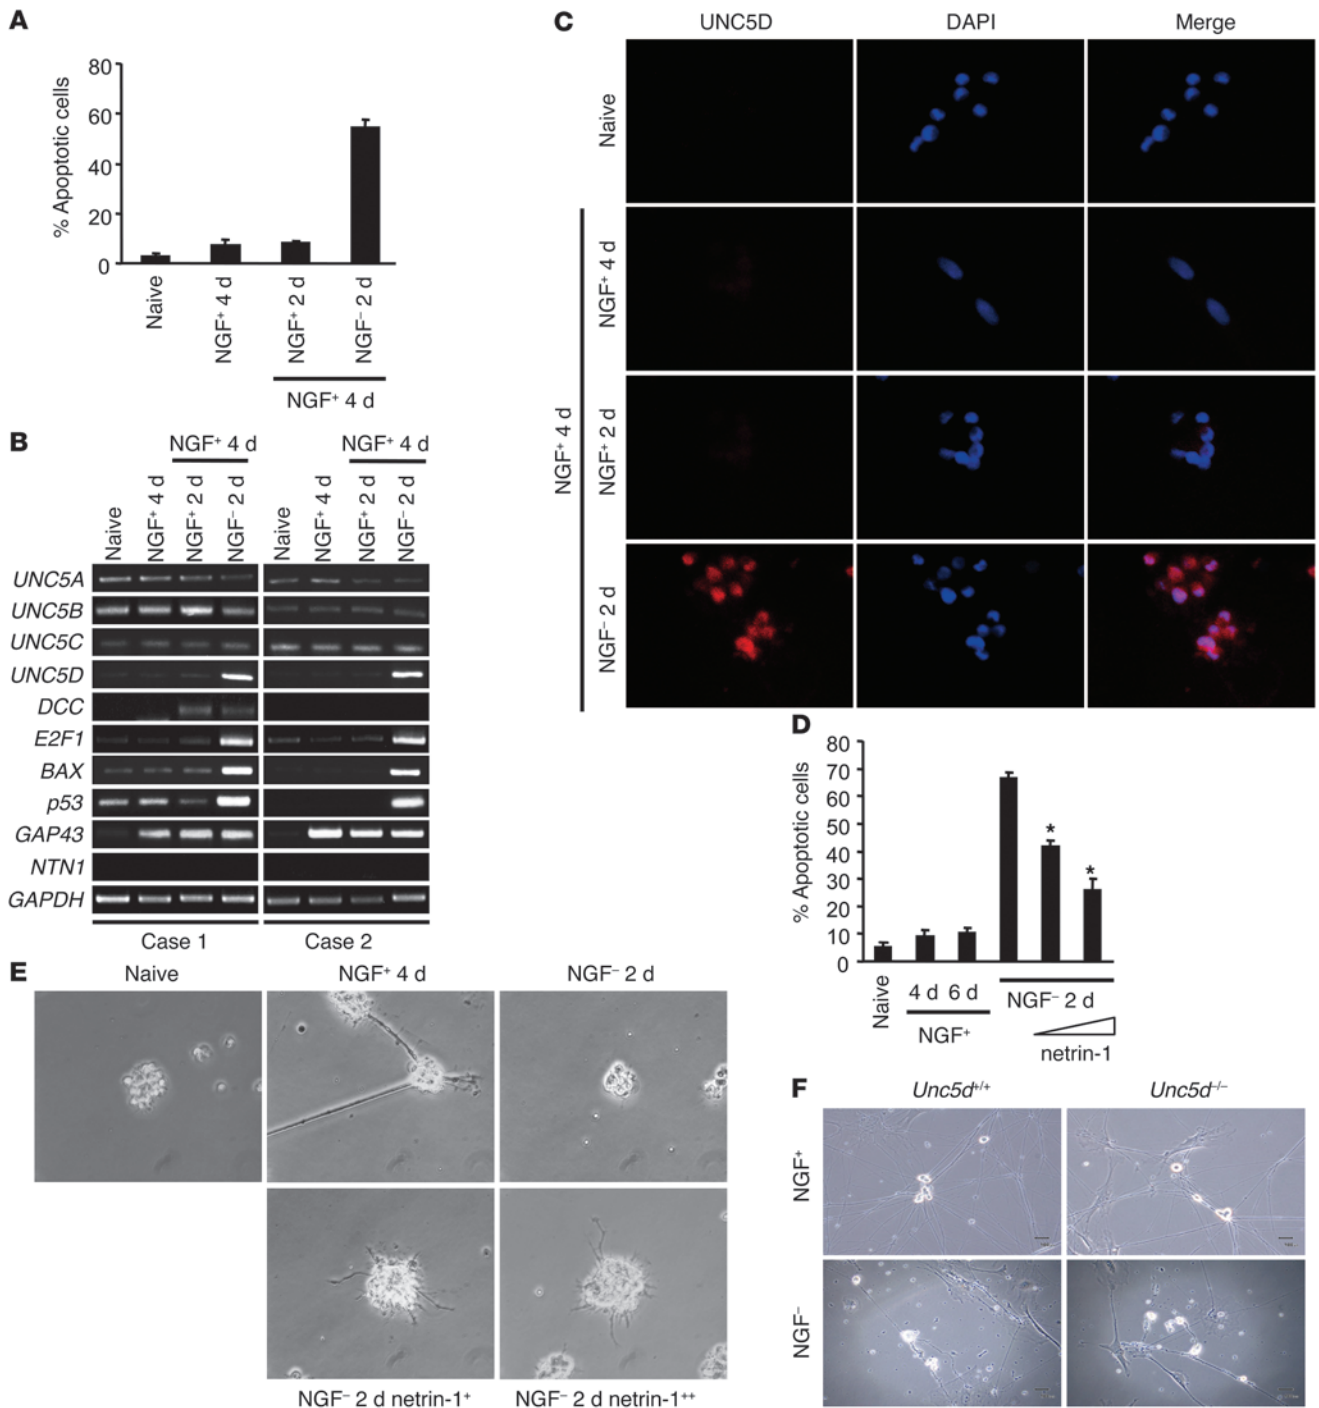 A
% Apoptotic cells
80
60
40
20
0
Naive
NGF⁺ 4 d
NGF⁺ 2 d
NGF⁻ 2 d
NGF⁺ 4 d
B
NGF⁺ 4 d
NGF⁺ 4 d
Naive
NGF⁺ 4 d
NGF⁺ 2 d
NGF⁻ 2 d
Naive
NGF⁺ 4 d
NGF⁺ 2 d
NGF⁻ 2 d
UNC5A
UNC5B
UNC5C
UNC5D
DCC
E2F1
BAX
p53
GAP43
NTN1
GAPDH
Case 1
Case 2
C
UNC5D
DAPI
Merge
Naive
NGF⁺ 4 d
NGF⁺ 4 d
NGF⁺ 2 d
NGF⁻ 2 d
D
% Apoptotic cells
80
70
60
50
40
30
20
10
0
*
*
Naive
4 d 6 d
NGF⁺
NGF⁻ 2 d
netrin-1
E
Naive
NGF⁺ 4 d
NGF⁻ 2 d
NGF⁻ 2 d netrin-1⁺
NGF⁻ 2 d netrin-1⁺⁺
F
Unc5d⁺/⁺
Unc5d⁻/⁻
NGF⁺
NGF⁻